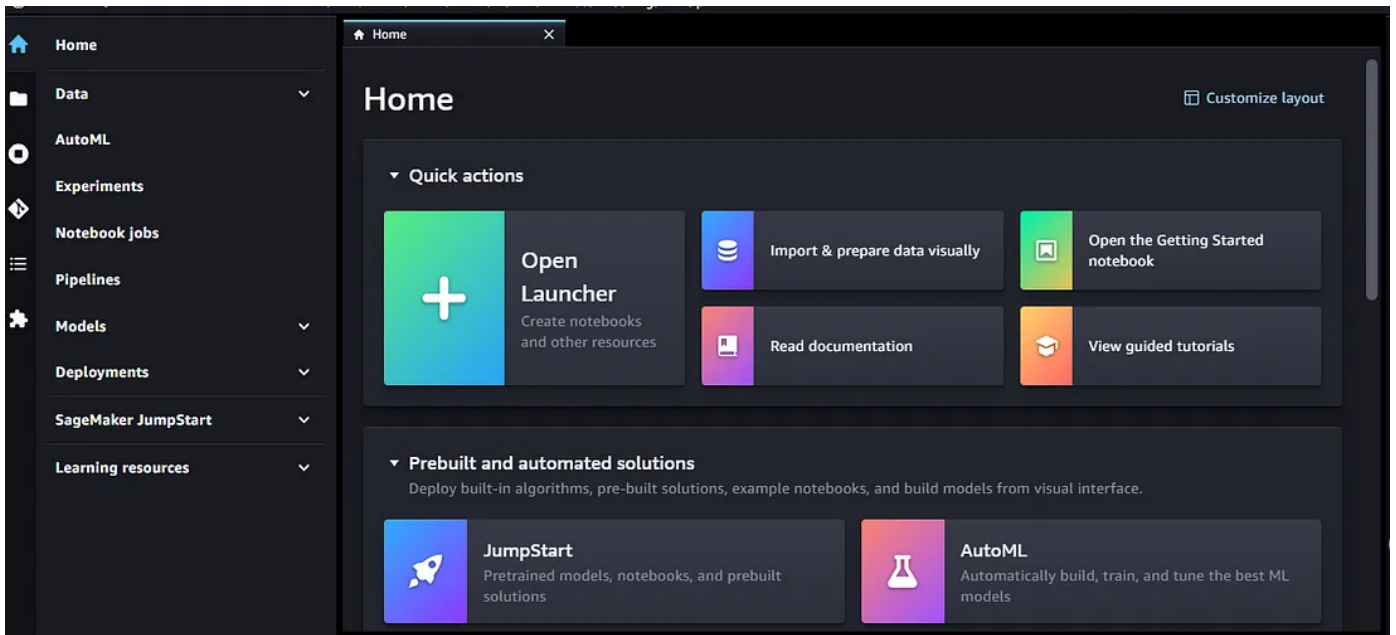 Home
Data
AutoML
Experiments
Notebook jobs
Pipelines
Models
Deployments
SageMaker JumpStart
Learning resources
Home
Home
Customize layout
Quick actions
Open
Launcher
Create notebooks
and other resources
Import & prepare data visually
Open the Getting Started
notebook
Read documentation
View guided tutorials
Prebuilt and automated solutions
Deploy built-in algorithms, pre-built solutions, example notebooks, and build models from visual interface.
JumpStart
Pretrained models, notebooks, and prebuilt
solutions
AutoML
Automatically build, train, and tune the best ML
models